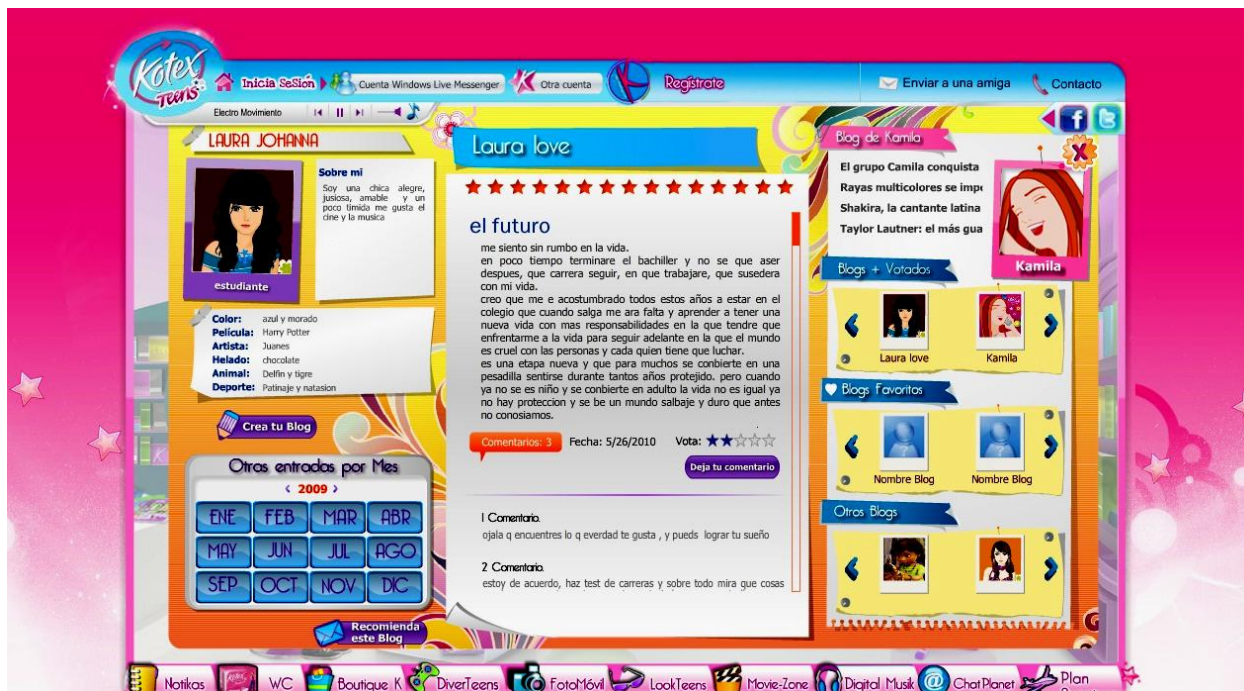 Kotex
Teens
Inicia SeSión
Cuenta Windows Live Messenger
K
Otra cuenta
K
Regístrate
Enviar a una amiga
Contacto
Electro Movimiento
LAURA JOHANNA
Sobre mi
Soy una chica alegre,
jusiosa, amable y un
poco timida me gusta el
cine y la musica
estudiante
Color: azul y morado
Película: Harry Potter
Artista: Juanes
Helado: chocolate
Animal: Delfin y tigre
Deporte: Patinaje y natasion
Crea tu Blog
Otras entradas por Mes
‹ 2009 ›
ENE FEB MAR ABR
MAY JUN JUL AGO
SEP OCT NOV DIC
Recomienda
este Blog
Laura love
el futuro
me siento sin rumbo en la vida.
en poco tiempo terminare el bachiller y no se que aser
despues, que carrera seguir, en que trabajare, que susedera
con mi vida.
creo que me e acostumbrado todos estos años a estar en el
colegio que cuando salga me ara falta y aprender a tener una
nueva vida con mas responsabilidades en la que tendre que
enfrentarme a la vida para seguir adelante en la que el mundo
es cruel con las personas y cada quien tiene que luchar.
es una etapa nueva y que para muchos se conbierte en una
pesadilla sentirse durante tantos años protejido. pero cuando
ya no se es niño y se conbierte en adulto la vida no es igual ya
no hay proteccion y se be un mundo salbaje y duro que antes
no conosiamos.
Comentarios: 3 Fecha: 5/26/2010 Vota:
Deja tu comentario
1 Comentario.
ojala q encuentres lo q everdad te gusta , y pueds lograr tu sueño
2 Comentario.
estoy de acuerdo, haz test de carreras y sobre todo mira que cosas
Blog de Kamila
El grupo Camila conquista
Rayas multicolores se imp
Shakira, la cantante latina
Taylor Lautner: el más gua
X
f
t
Kamila
Blogs + Votados
Laura love
Kamila
Blogs Favoritos
Nombre Blog
Nombre Blog
Otros Blogs
Notikas
WC
Boutique K
DiverTeens
FotoMóvil
LookTeens
Movie-Zone
Digital Musik
@
ChatPlanet
Plan